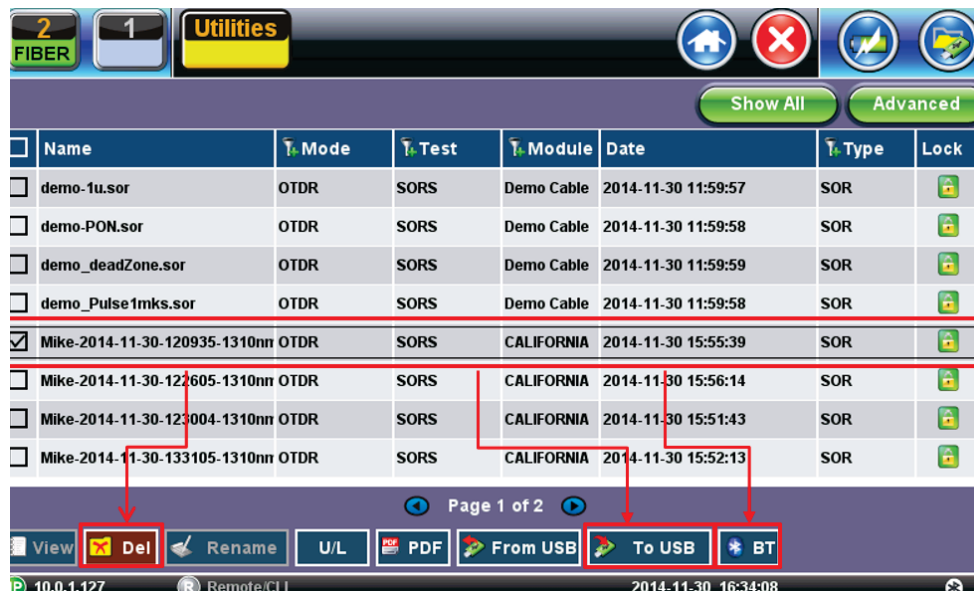 2 1 Utilities
FIBER
Show All Advanced
Name Mode Test Module Date Type Lock
demo-1u.sor OTDR SORS Demo Cable 2014-11-30 11:59:57 SOR
demo-PON.sor OTDR SORS Demo Cable 2014-11-30 11:59:58 SOR
demo_deadZone.sor OTDR SORS Demo Cable 2014-11-30 11:59:59 SOR
demo_Pulse1mks.sor OTDR SORS Demo Cable 2014-11-30 11:59:58 SOR
Mike-2014-11-30-120935-1310nm OTDR SORS CALIFORNIA 2014-11-30 15:55:39 SOR
Mike-2014-11-30-122605-1310nm OTDR SORS CALIFORNIA 2014-11-30 15:56:14 SOR
Mike-2014-11-30-123004-1310nm OTDR SORS CALIFORNIA 2014-11-30 15:51:43 SOR
Mike-2014-11-30-133105-1310nm OTDR SORS CALIFORNIA 2014-11-30 15:52:13 SOR
Page 1 of 2
View Del Rename U/L PDF PDF From USB To USB BT
IP 10.0.1.127 R Remote/CLI 2014-11-30 16:34:08